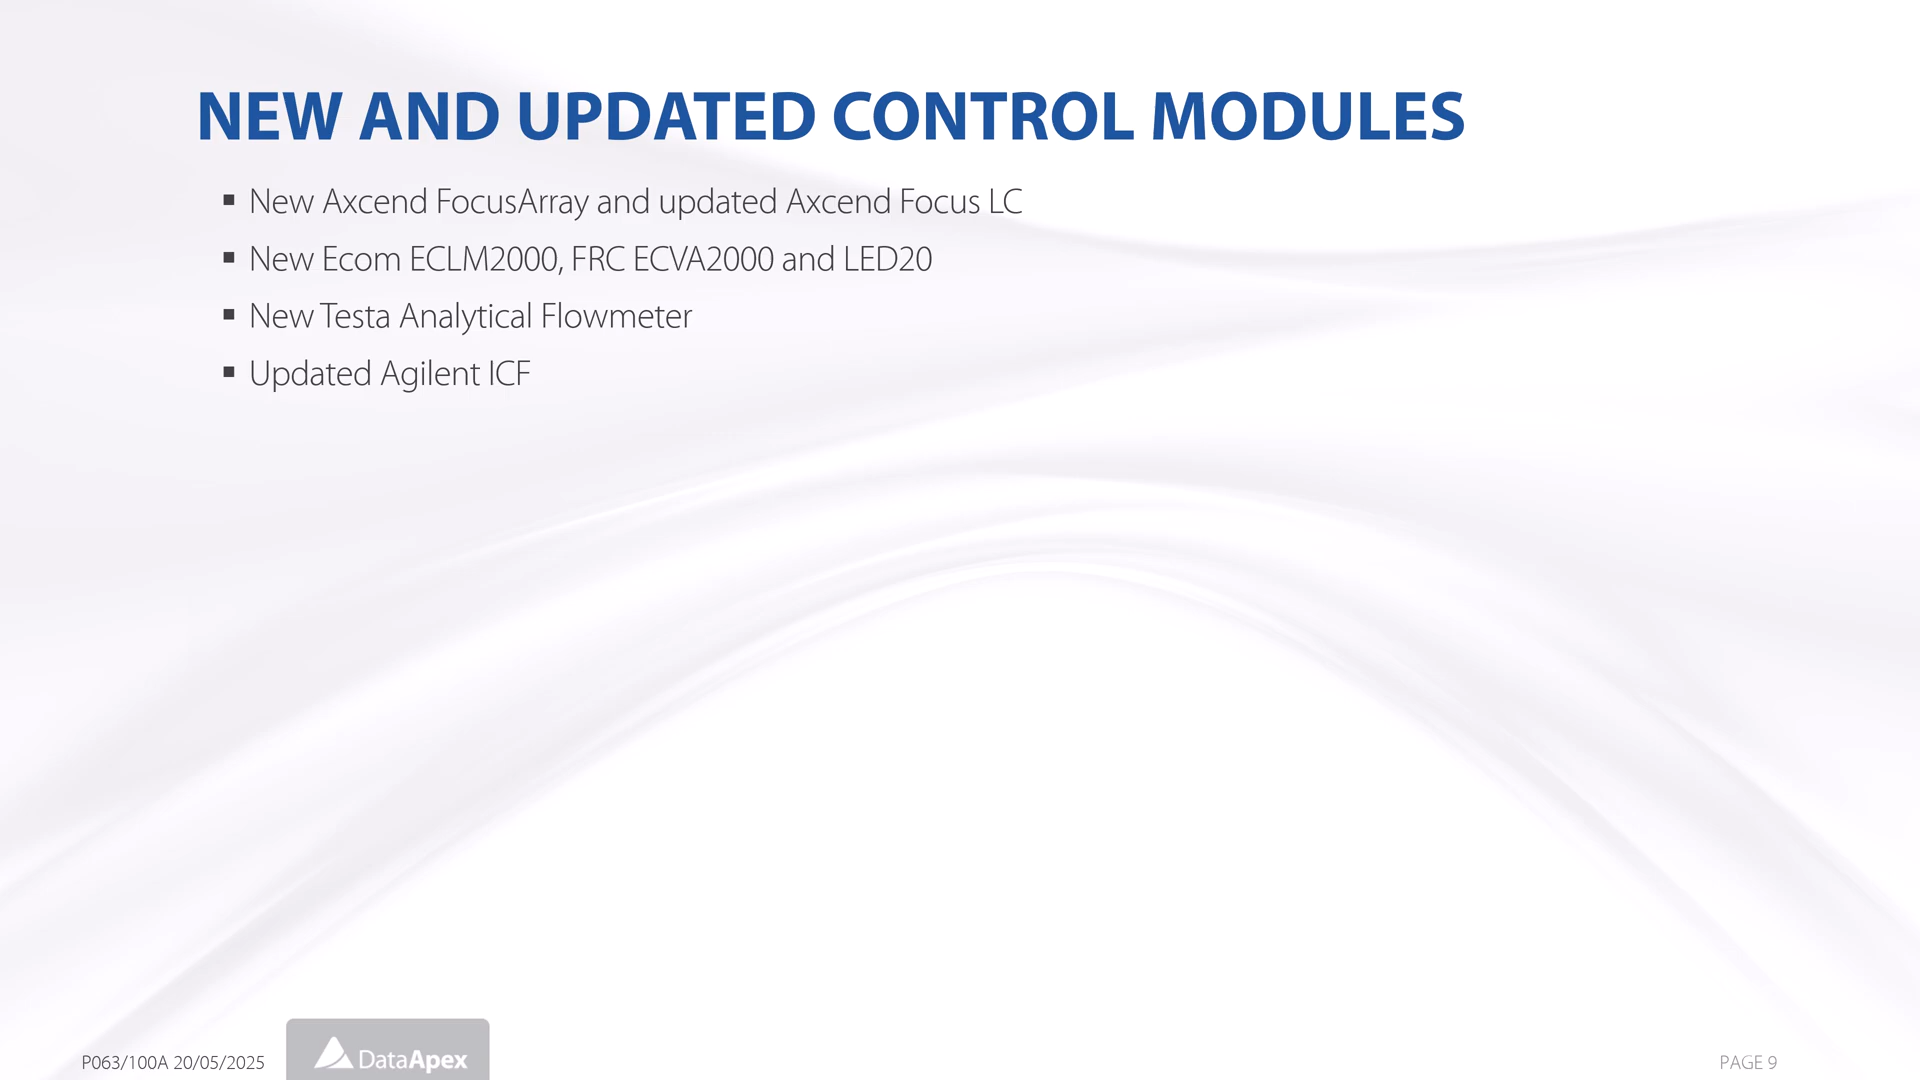 NEW AND UPDATED CONTROL MODULES
▪ New Axcend FocusArray and updated Axcend Focus LC
▪ New Ecom ECLM2000, FRC ECVA2000 and LED20
▪ New Testa Analytical Flowmeter
▪ Updated Agilent ICF
P063/100A 20/05/2025
DataApex
PAGE 9